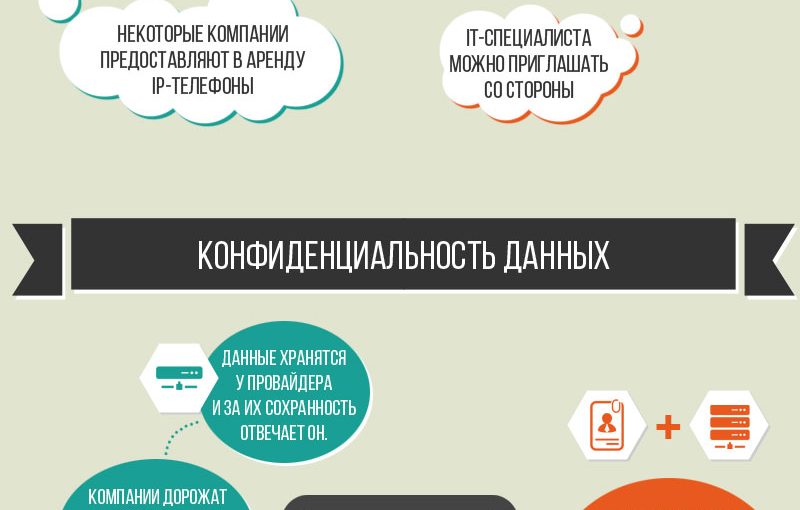 НЕКОТОРЫЕ КОМПАНИИ
ПРЕДОСТАВЛЯЮТ В АРЕНДУ
IP-ТЕЛЕФОНЫ
IT-СПЕЦИАЛИСТА
МОЖНО ПРИГЛАШАТЬ
СО СТОРОНЫ
КОНФИДЕНЦИАЛЬНОСТЬ ДАННЫХ
ДАННЫЕ ХРАНЯТСЯ
У ПРОВАЙДЕРА
И ЗА ИХ СОХРАННОСТЬ
ОТВЕЧАЕТ ОН.
+
КОМПАНИИ ДОРОЖАТ